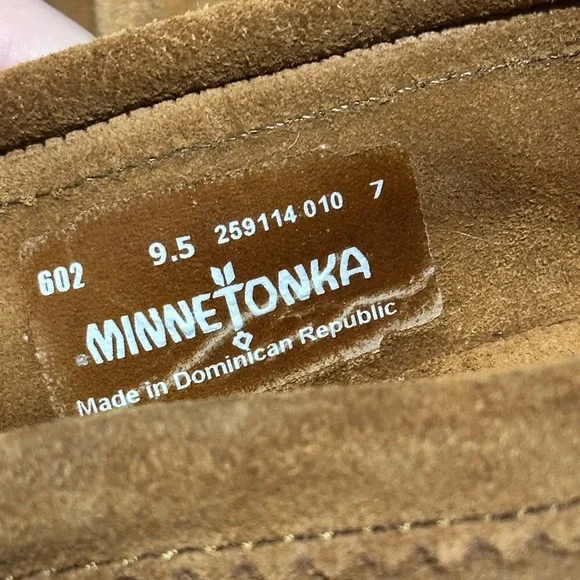 602 9.5 259114 010 7
MINNETONKA
Made in Dominican Republic